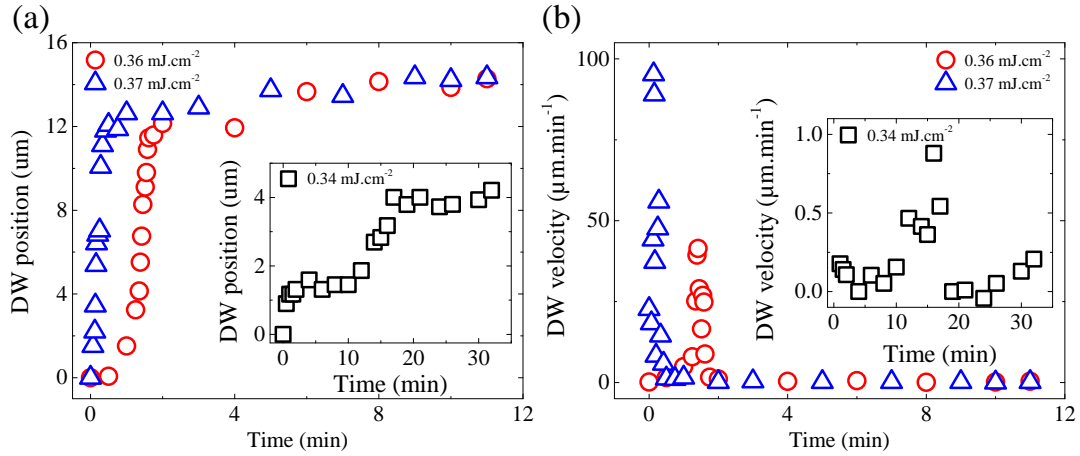 (a)
16
12
8
4
0
DW position (um)
0.36 mJ.cm-2
0.37 mJ.cm-2
0 4 8 12
Time (min)
0.34 mJ.cm-2
4
2
0
DW position (um)
0 10 20 30
Time (min)
(b)
100
50
0
DW velocity (µm.min-1)
0.36 mJ.cm-2
0.37 mJ.cm-2
0 4 8 12
Time (min)
0.34 mJ.cm-2
1.0
0.5
0.0
DW velocity (µm.min-1)
0 10 20 30
Time (min)